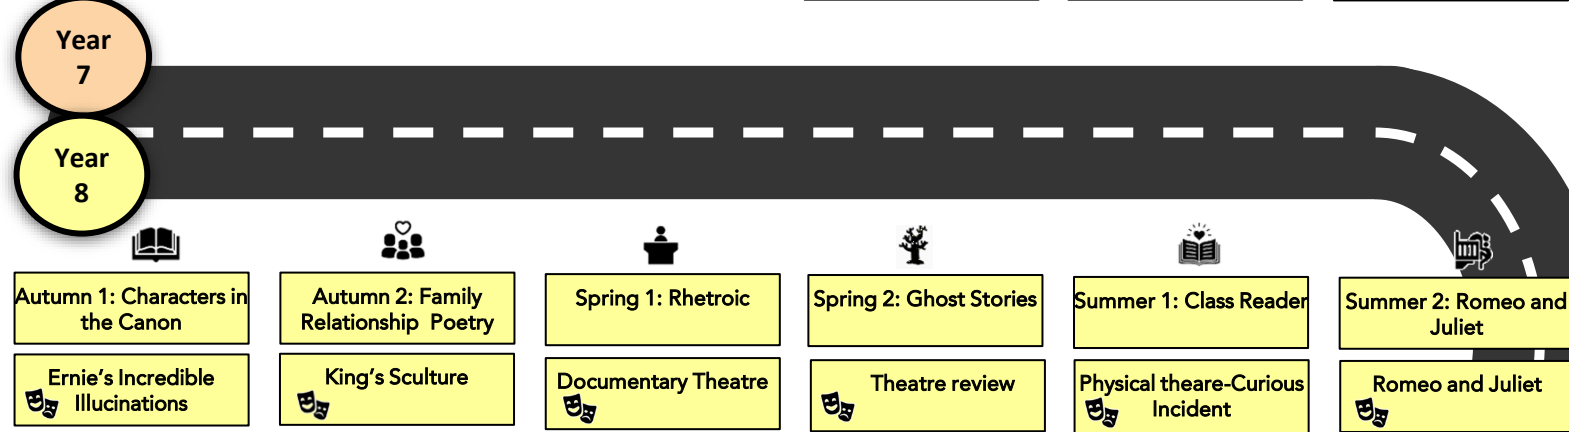 Year
7
Year
8
Autumn 1: Characters in
the Canon
Autumn 2: Family
Relationship Poetry
Spring 1: Rhetroic
Spring 2: Ghost Stories
Summer 1: Class Reader
Summer 2: Romeo and
Juliet
Ernie's Incredible
Illucinations
King's Sculture
Documentary Theatre
Theatre review
Physical theare-Curious
Incident
Romeo and Juliet